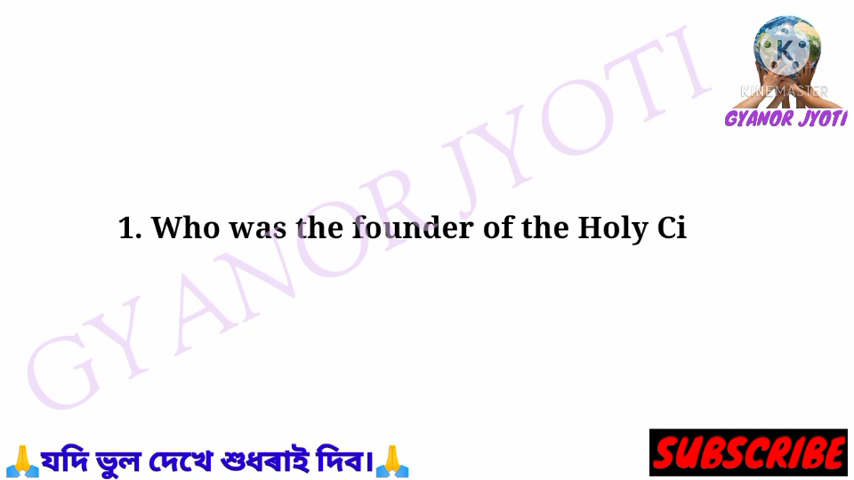 K
KINEMASTER
GYANOR JYOTI
GYANOR JYOTI
1. Who was the founder of the Holy Ci
🙏যদি ভুল দেখে শুধৰাই দিব।🙏
SUBSCRIBE